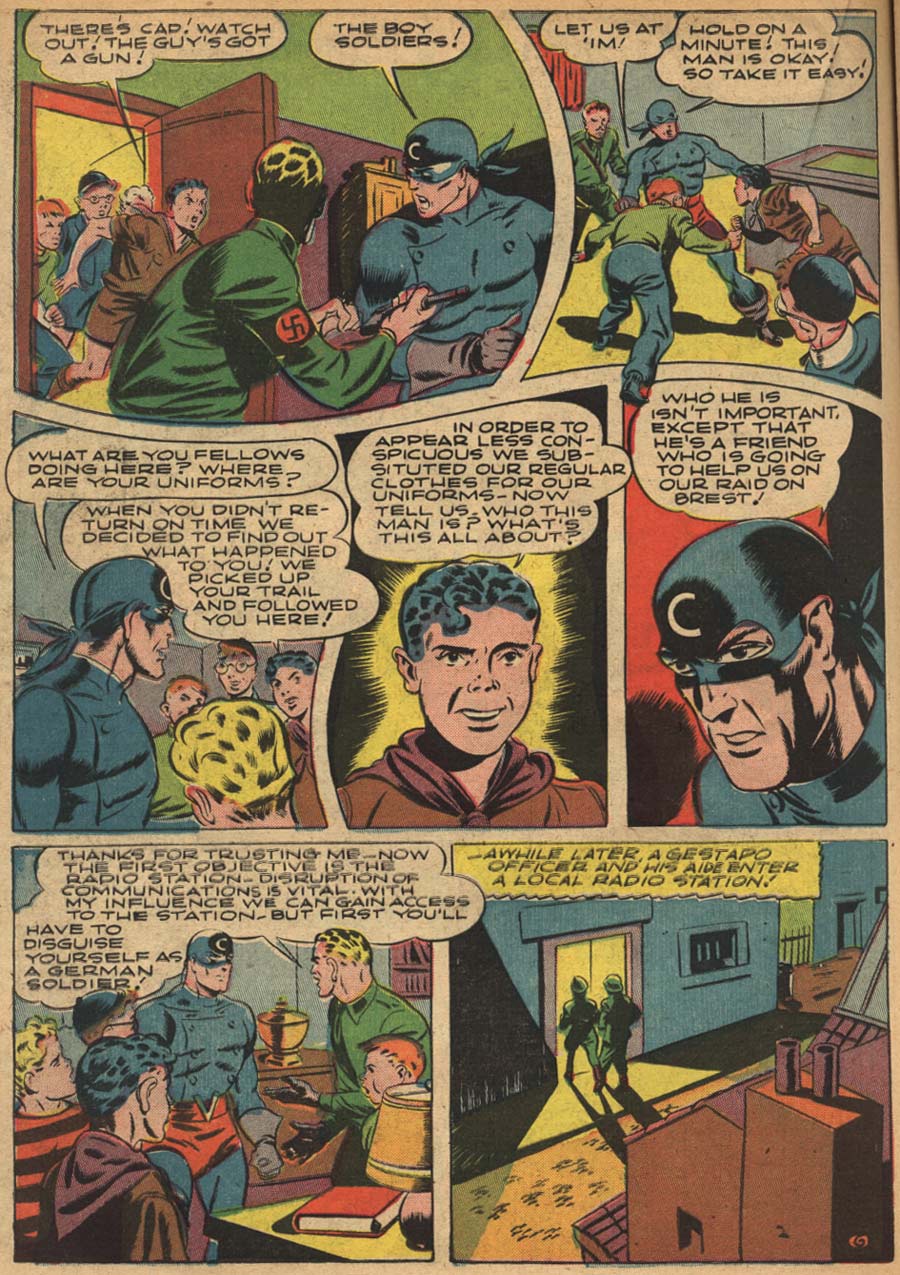 THERE'S CAP! WATCH
OUT! THE GUY'S GOT
A GUN!
THE BOY
SOLDIERS!
C
LET US AT
'IM!
HOLD ON A
MINUTE! THIS
MAN IS OKAY!
SO TAKE IT EASY!
WHAT ARE YOU FELLOWS
DOING HERE? WHERE
ARE YOUR UNIFORMS?
WHEN YOU DIDN'T RE-
TURN ON TIME WE
DECIDED TO FIND OUT
WHAT HAPPENED
TO YOU! WE
PICKED UP
YOUR TRAIL
AND FOLLOWED
YOU HERE!
C
IN ORDER TO
APPEAR LESS CON-
SPICUOUS WE SUB-
SITUTED OUR REGULAR
CLOTHES FOR OUR
UNIFORMS - NOW
TELL US - WHO THIS
MAN IS? WHAT'S
THIS ALL ABOUT?
WHO HE IS
ISN'T IMPORTANT,
EXCEPT THAT
HE'S A FRIEND
WHO IS GOING
TO HELP US ON
OUR RAID ON
BREST!
C
THANKS FOR TRUSTING ME - NOW
THE FIRST OBJECTIVE IS THE
RADIO STATION - DISRUPTION OF
COMMUNICATIONS IS VITAL - WITH
MY INFLUENCE WE CAN GAIN ACCESS
TO THE STATION - BUT FIRST YOU'LL
HAVE TO
DISGUISE
YOURSELF AS
A GERMAN
SOLDIER!
C
-AWHILE LATER A GESTAPO
OFFICER AND HIS AIDE ENTER
A LOCAL RADIO STATION!